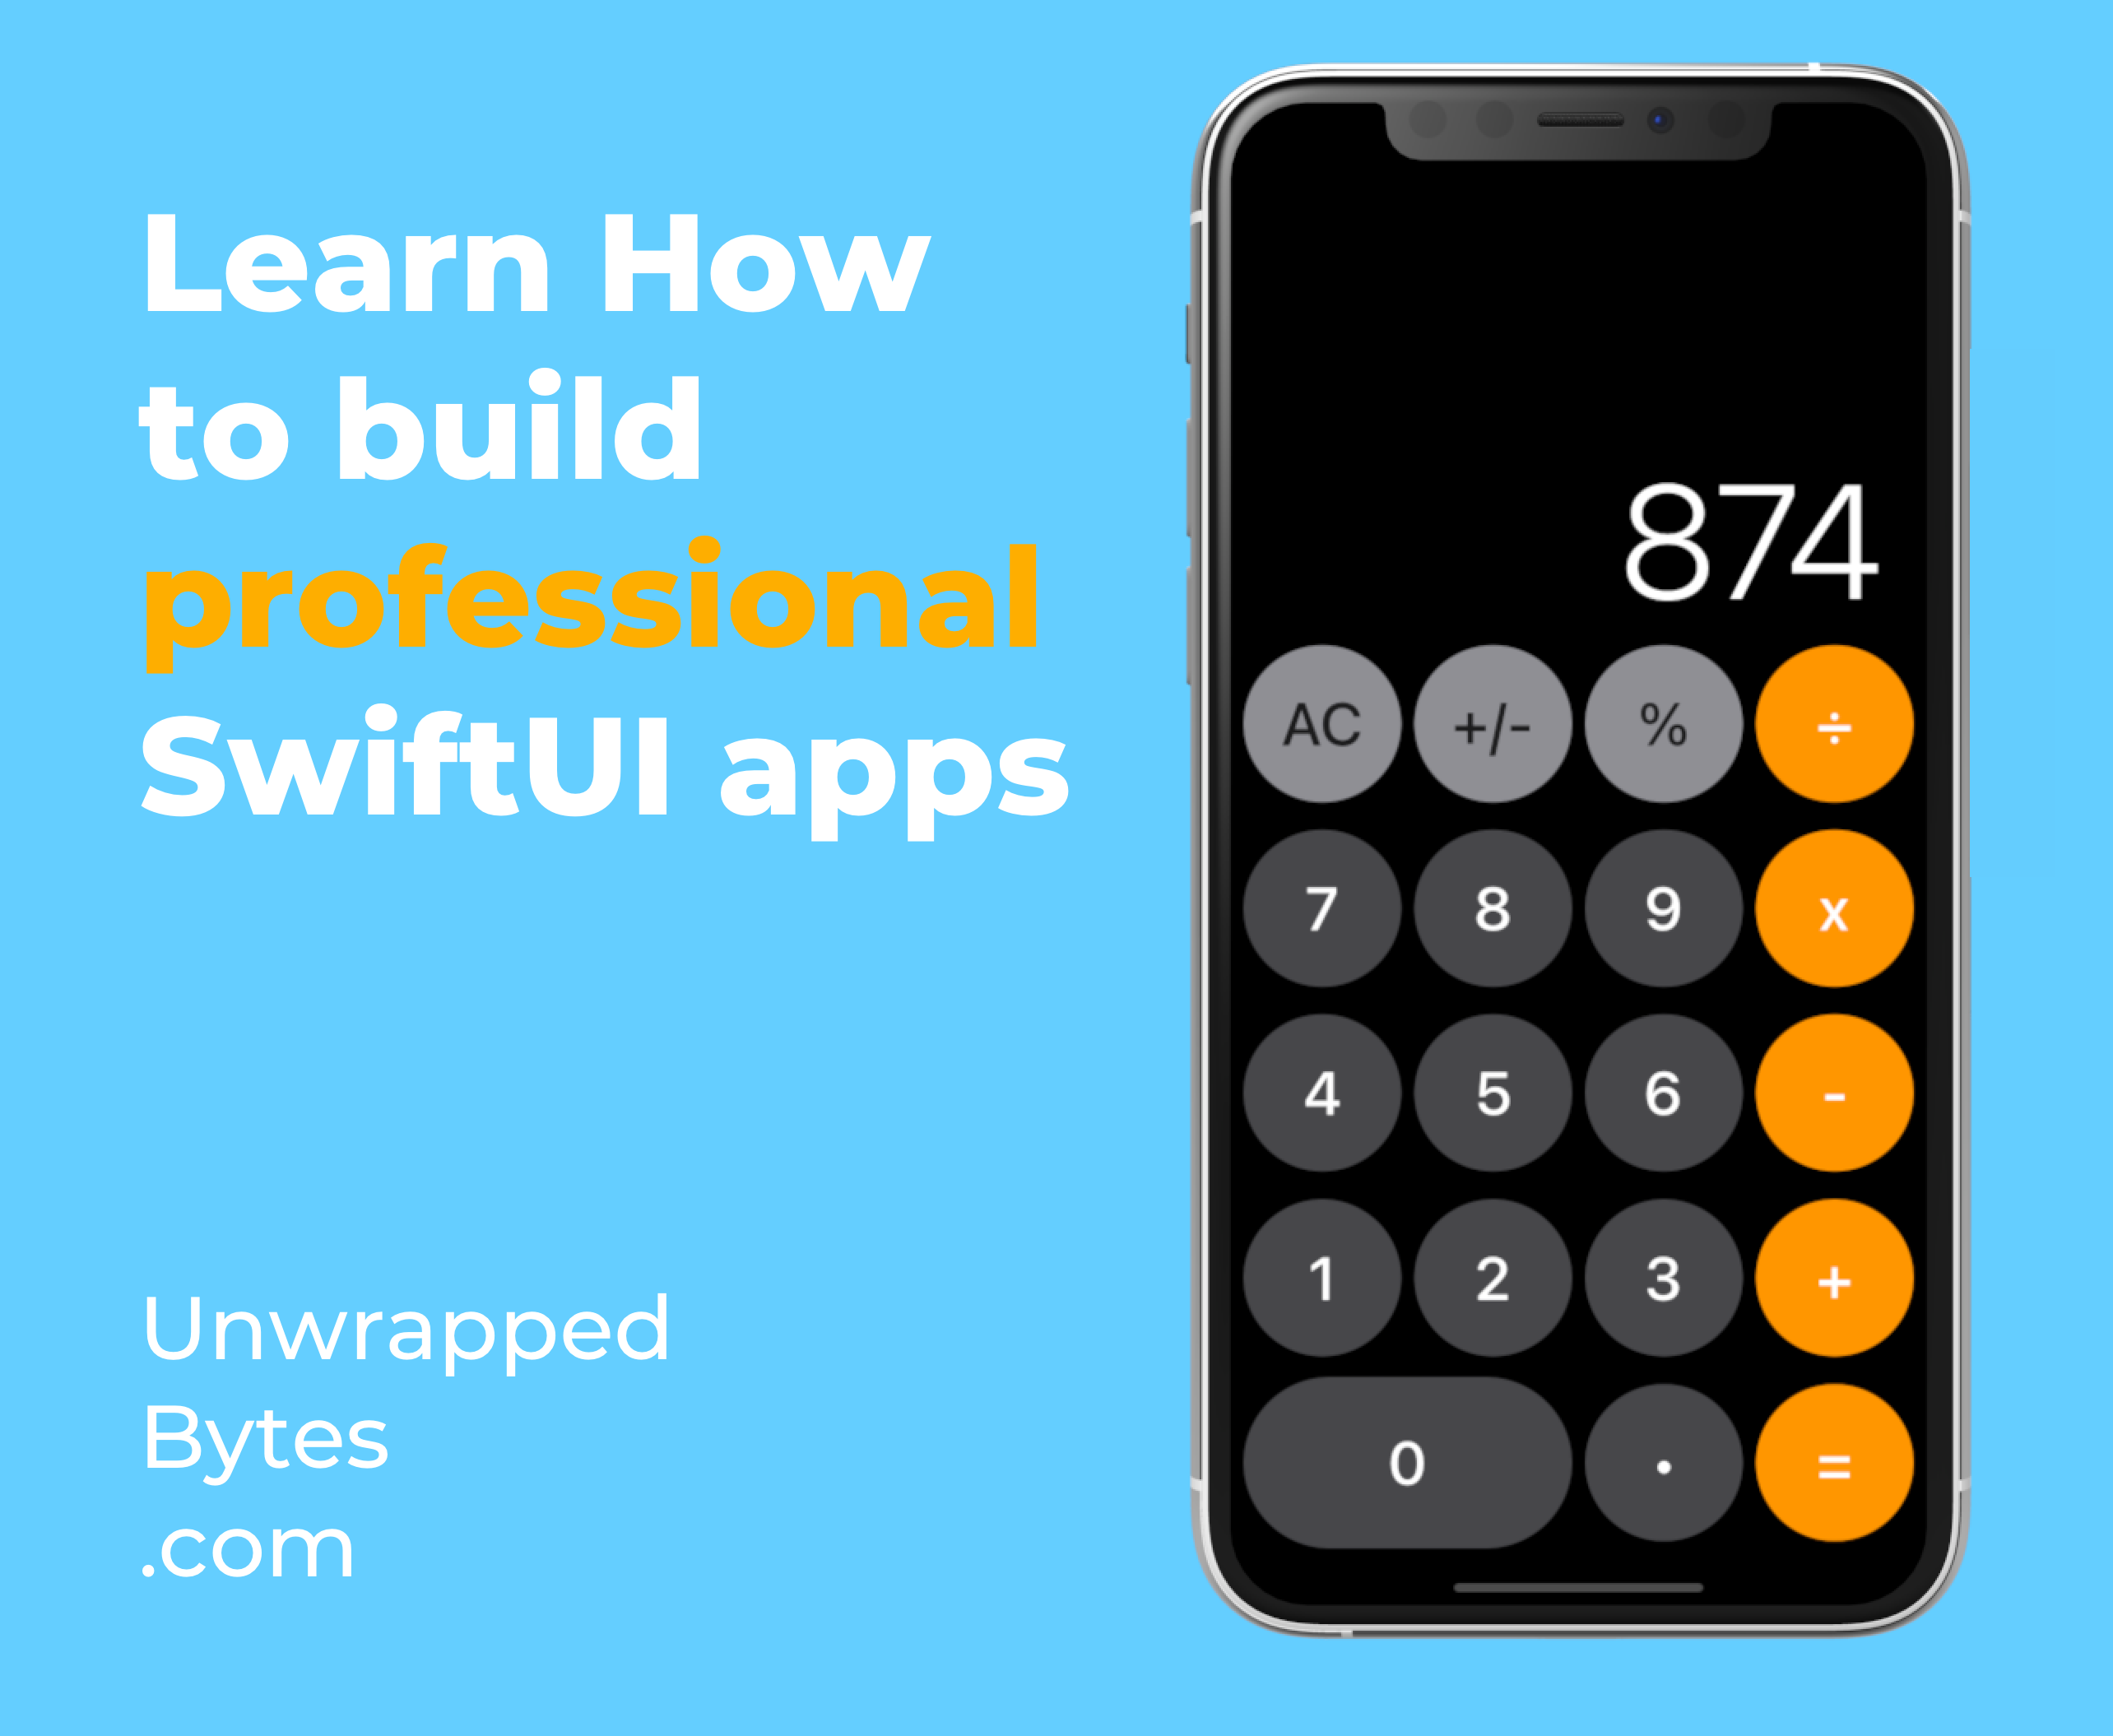 Learn How
to build
professional
SwiftUI apps
Unwrapped
Bytes
.com
874
AC +/- % ÷
7 8 9 x
4 5 6 -
1 2 3 +
0 . =